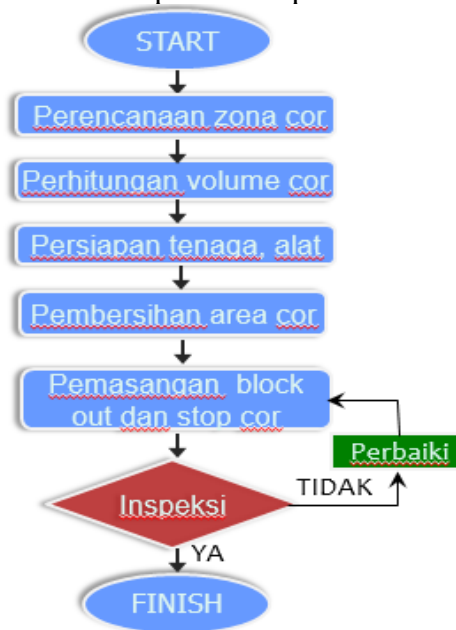 START
Perencanaan zona cor
Perhitungan volume cor
Persiapan tenaga, alat
Pembersihan area cor
Pemasangan block
out dan stop cor
Perbaiki
Inspeksi
TIDAK
YA
FINISH